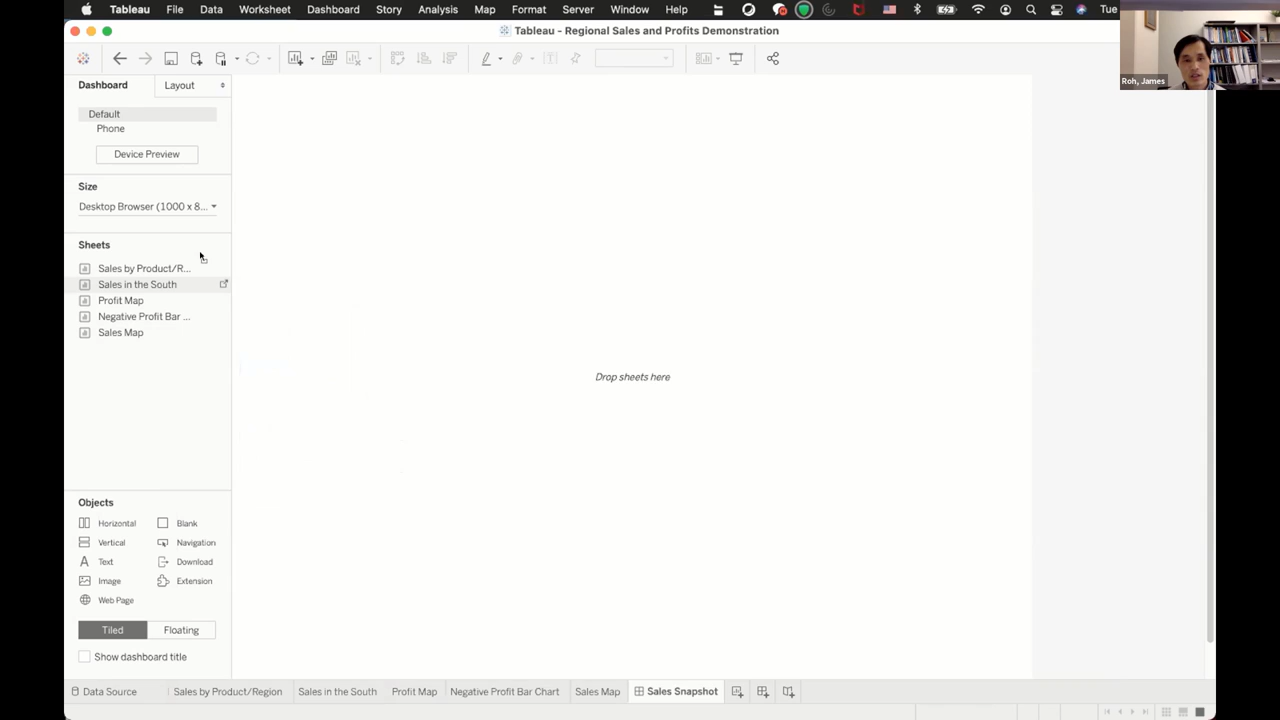 Tableau File Data Worksheet Dashboard Story Analysis Map Format Server Window Help Tue
Tableau - Regional Sales and Profits Demonstration
Roh, James
Dashboard Layout
Default
Phone
Device Preview
Size
Desktop Browser (1000 x 8...
Sheets
Sales by Product/R...
Sales in the South
Profit Map
Negative Profit Bar ...
Sales Map
Drop sheets here
Objects
Horizontal Blank
Vertical Navigation
Text Download
Image Extension
Web Page
Tiled Floating
Show dashboard title
Data Source Sales by Product/Region Sales in the South Profit Map Negative Profit Bar Chart Sales Map Sales Snapshot